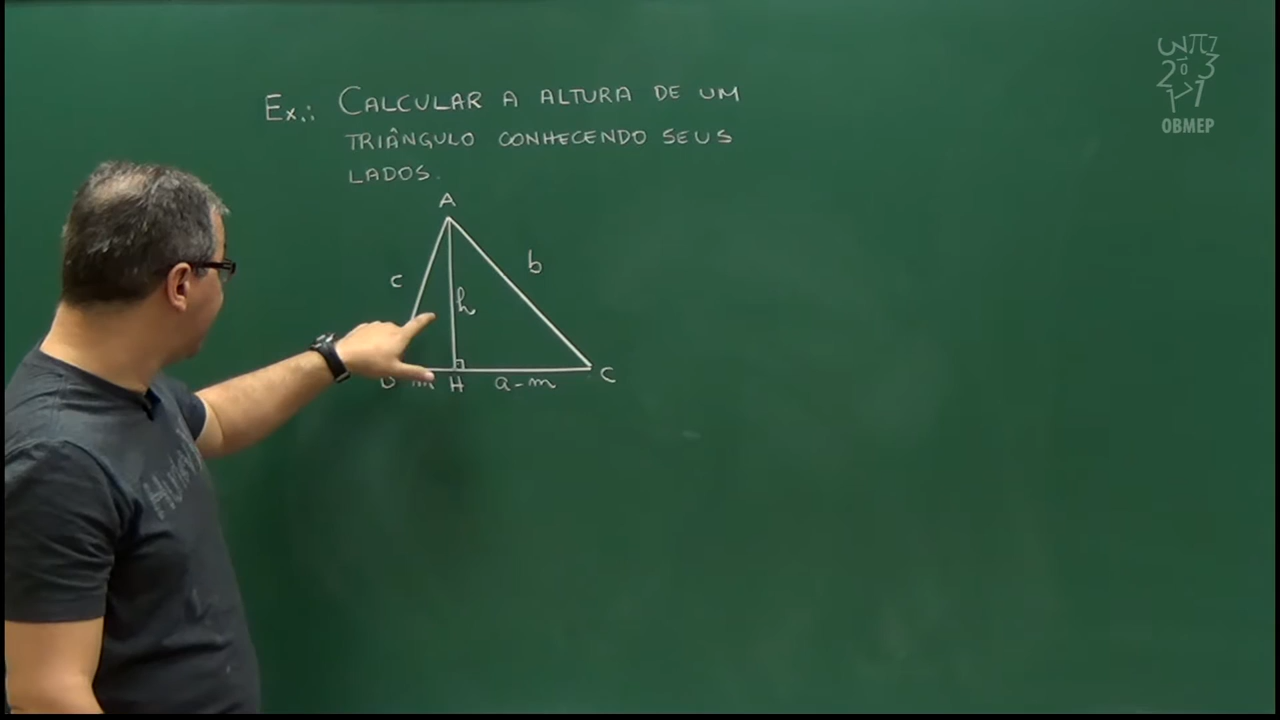 Ex.: CALCULAR A ALTURA DE UM
TRIÂNGULO CONHECENDO SEUS
LADOS.
A
c
b
h
H
a-m
C
OBMEP